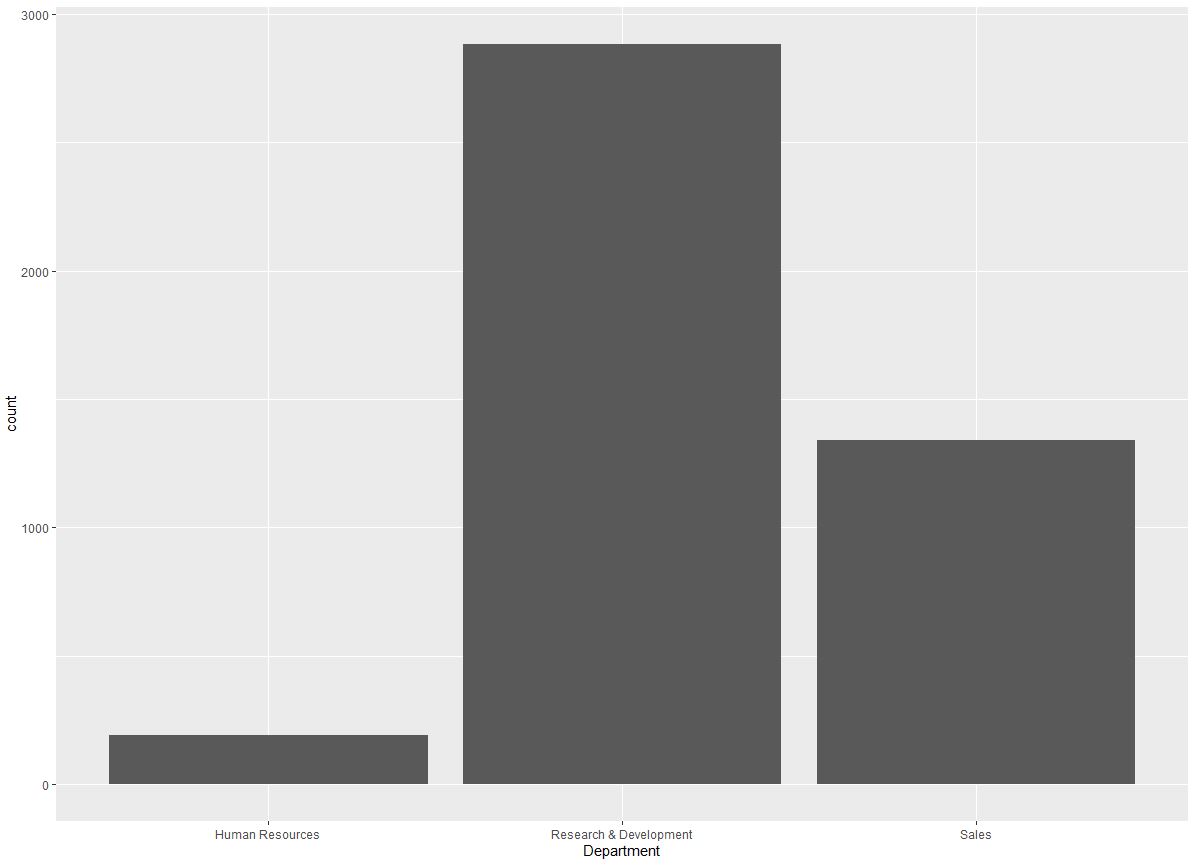 3000
2000
1000
0
count
Human Resources
Research & Development
Sales
Department